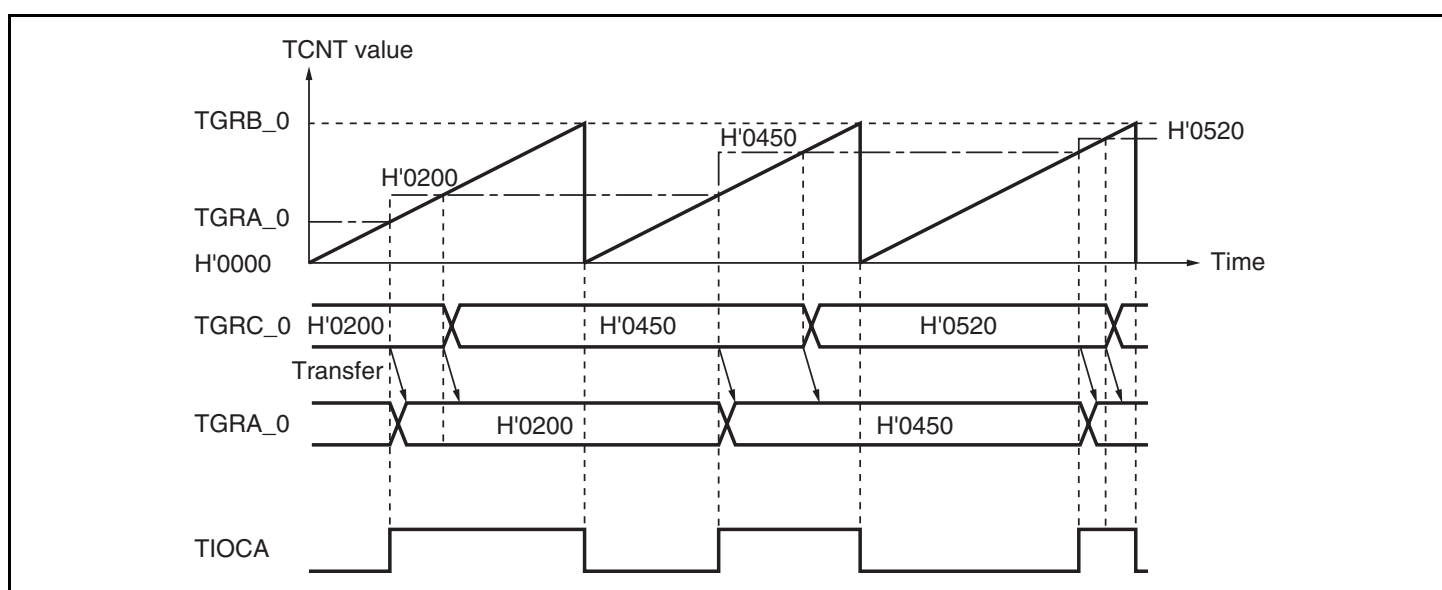 TCNT value
TGRB_0
H'0520
H'0450
H'0200
TGRA_0
H'0000
Time
TGRC_0 H'0200 H'0450 H'0520
Transfer
TGRA_0 H'0200 H'0450
TIOCA